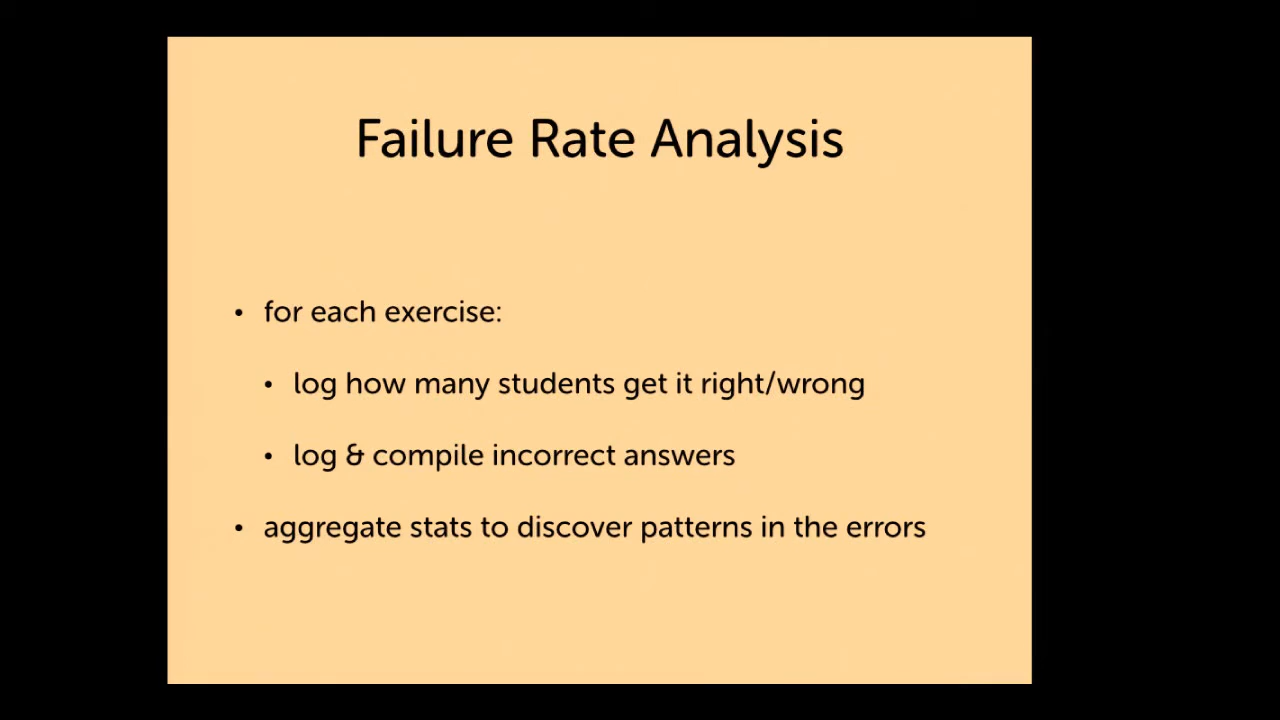 Failure Rate Analysis
• for each exercise:
• log how many students get it right/wrong
• log & compile incorrect answers
• aggregate stats to discover patterns in the errors